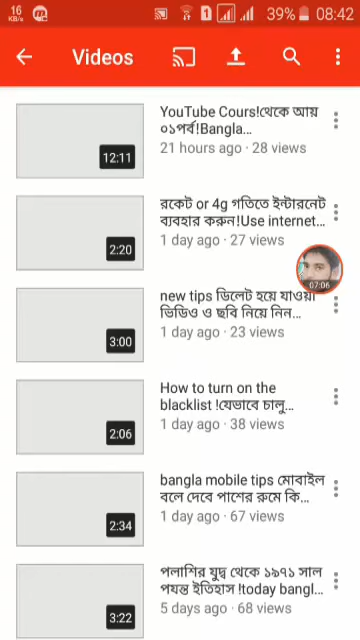 16
KB/s
1
39%
08:42
Videos
12:11
YouTube Cours!থেকে আয়
০১পর্ব!Bangla...
21 hours ago · 28 views
2:20
রকেট or 4g গতিতে ইন্টারনেট
ব্যবহার করুন!Use internet...
1 day ago · 27 views
07:06
3:00
new tips ডিলেট হয়ে যাওয়া
ভিডিও ও ছবি নিয়ে নিন...
1 day ago · 23 views
2:06
How to turn on the
blacklist !যেভাবে চালু...
1 day ago · 38 views
2:34
bangla mobile tips মোবাইল
বলে দেবে পাশের রুমে কি...
1 day ago · 67 views
3:22
পলাশির যুদ্ব থেকে ১৯৭১ সাল
পযন্ত ইতিহাস !today bangl...
5 days ago · 68 views